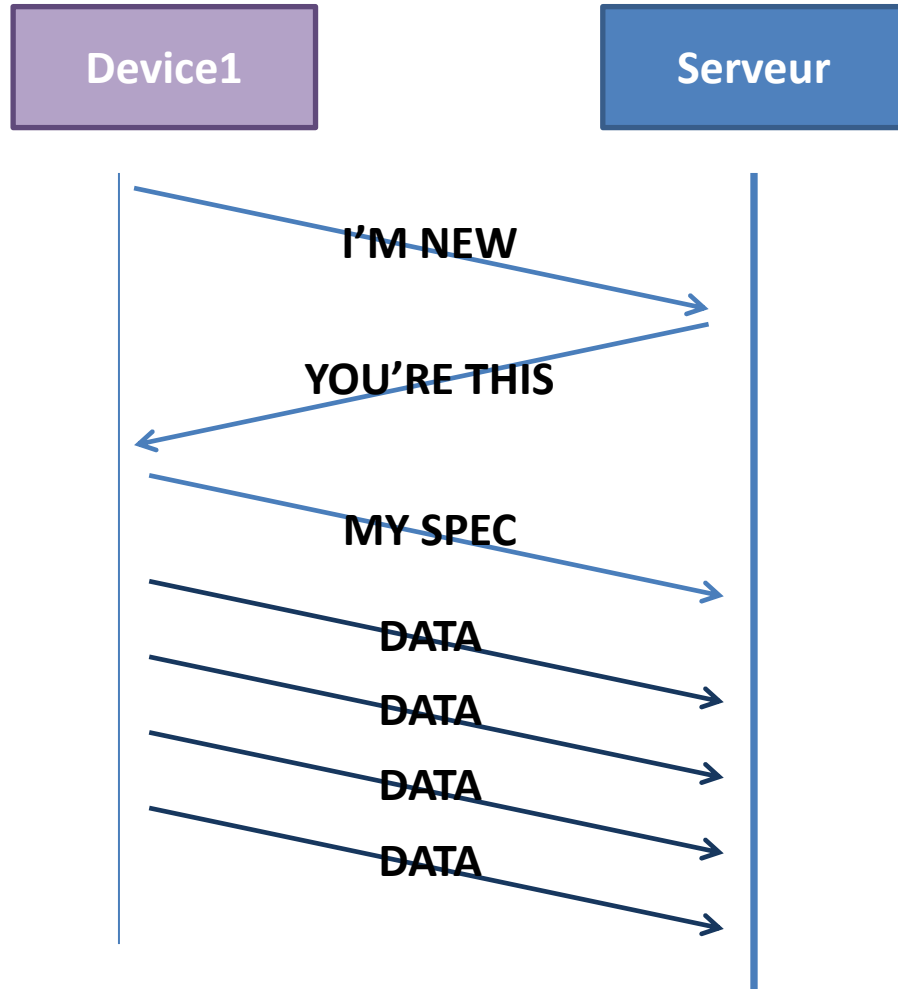 Device1
Serveur
I’M NEW
YOU’RE THIS
MY SPEC
DATA
DATA
DATA
DATA